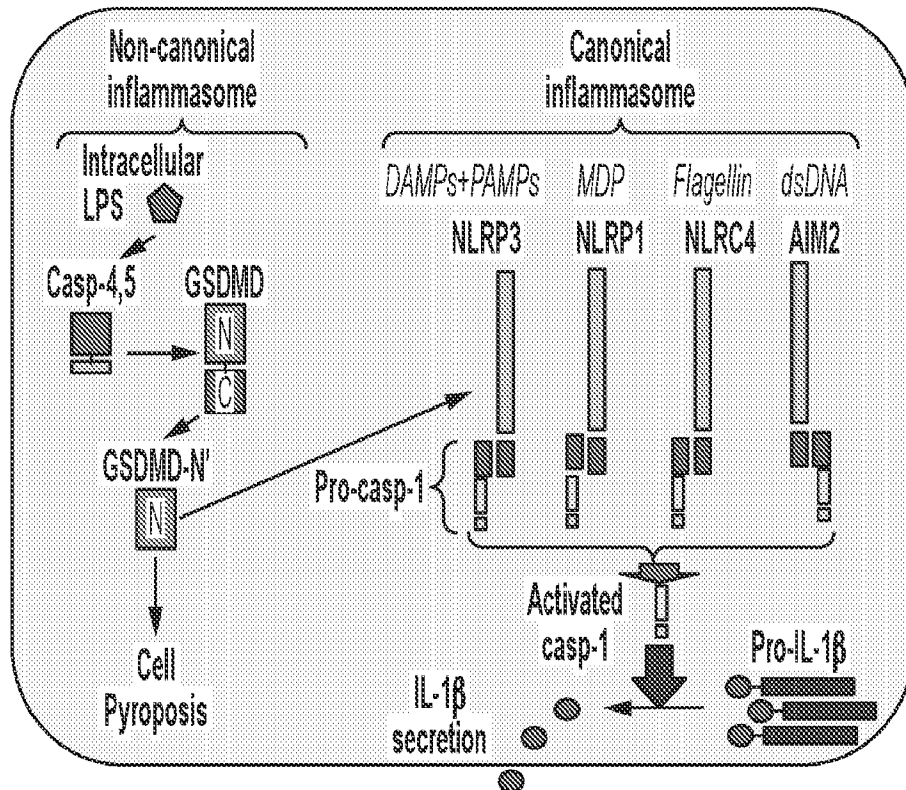 Non-canonical
inflammasome
Intracellular
LPS
Casp-4,5
GSDMD
N
C
GSDMD-N'
N
Cell
Pyroposis
Canonical
inflammasome
DAMPs+PAMPs MDP Flagellin dsDNA
NLRP3 NLRP1 NLRC4 AIM2
Pro-casp-1
Activated
casp-1
Pro-IL-1β
IL-1β
secretion